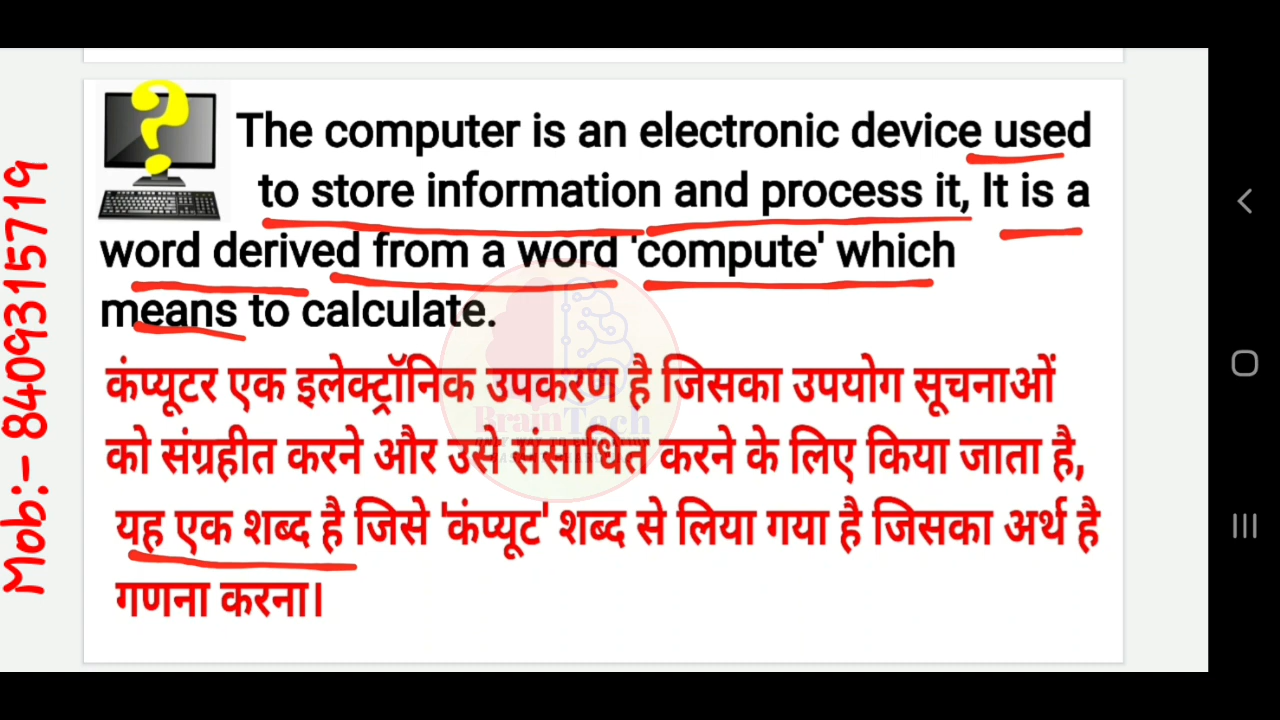 The computer is an electronic device used
to store information and process it, It is a
word derived from a word 'compute' which
means to calculate.
कंप्यूटर एक इलेक्ट्रॉनिक उपकरण है जिसका उपयोग सूचनाओं
को संग्रहीत करने और उसे संसाधित करने के लिए किया जाता है,
यह एक शब्द है जिसे 'कंप्यूट' शब्द से लिया गया है जिसका अर्थ है
गणना करना।
Mob:- 8409315719
BrainTech